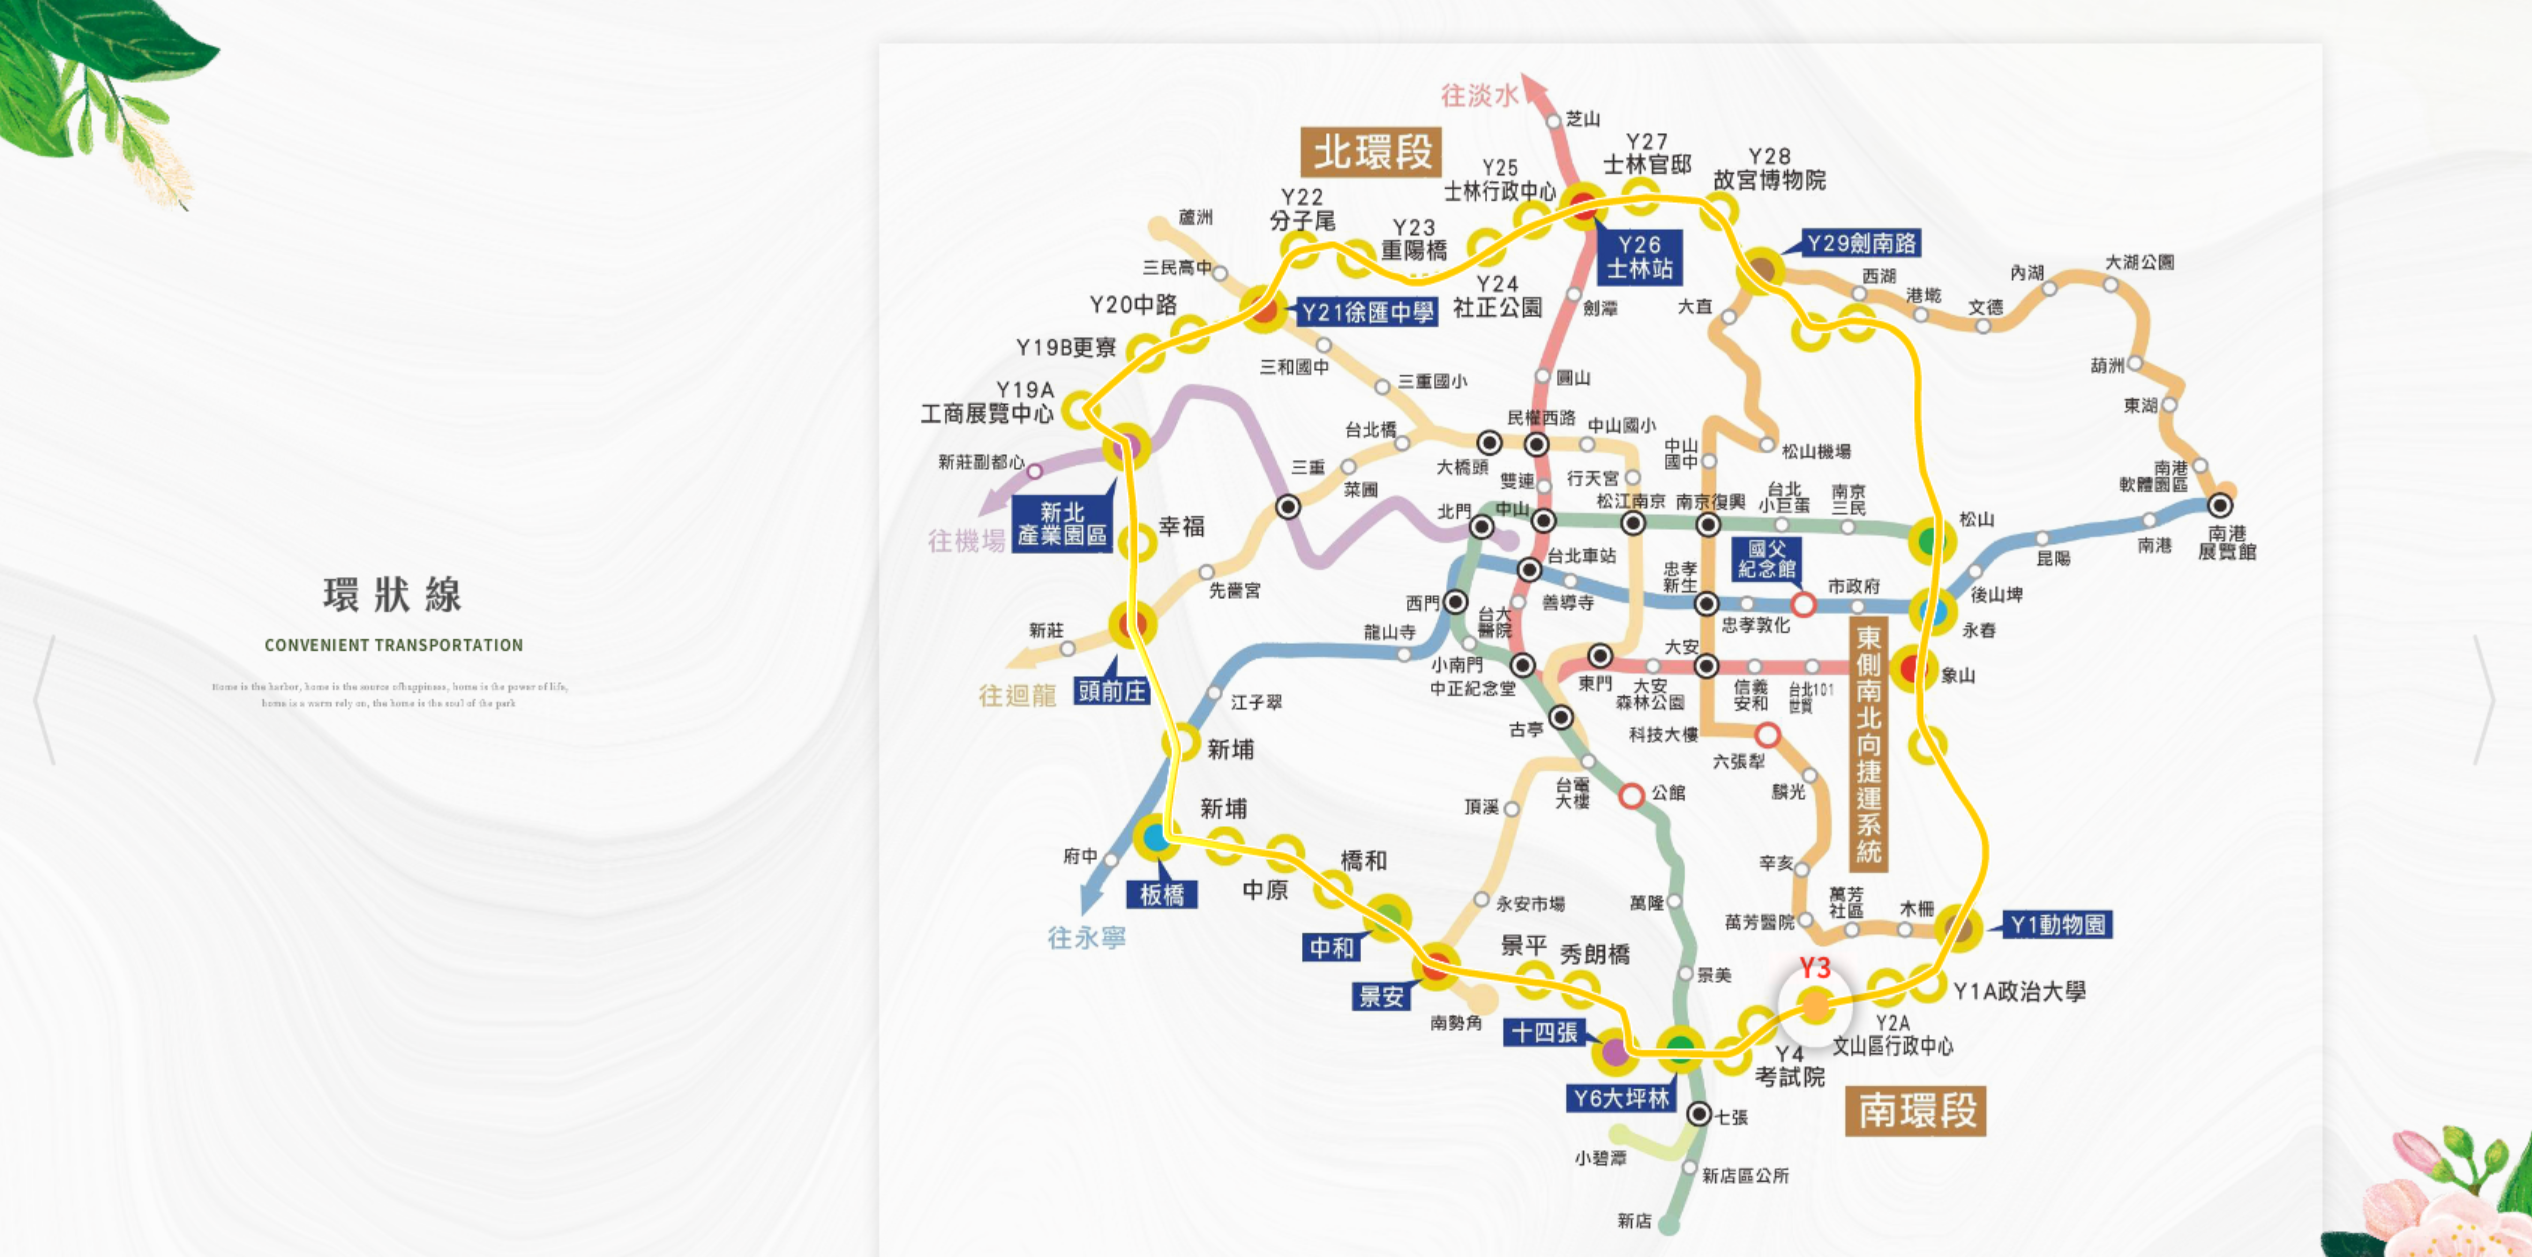 環狀線
CONVENIENT TRANSPORTATION
Home is the harbor, home is the source ofhappiness, home is the power of life,
home is a warm rely on, the home is the soul of the park
往淡水
芝山
北環段
Y27
士林官邸
Y28
故宮博物院
Y25
士林行政中心
Y22
分子尾
蘆洲
Y23
重陽橋
Y26
士林站
Y29劍南路
三民高中
西湖
內湖
大湖公園
Y20中路
Y21徐匯中學
Y24
社正公園
劍潭
大直
港墘
文德
Y19B更寮
三和國中
葫洲
Y19A
工商展覽中心
三重國小
圓山
東湖
台北橋
民權西路
中山國小
中山
國中
松山機場
新莊副都心
三重
大橋頭
菜圃
雙連
行天宮
南港
軟體園區
新北
產業園區
幸福
往機場
北門
中山
松江南京
南京復興
台北
小巨蛋
南京
三民
松山
南港
展覽館
南港
昆陽
台北車站
國父
紀念館
忠孝
新生
市政府
後山埤
先嗇宮
西門
台大
醫院
善導寺
忠孝敦化
永春
新莊
龍山寺
大安
東側南北向捷運系統
小南門
中正紀念堂
東門
大安
森林公園
信義
安和
台北101
世貿
象山
往迴龍
頭前庄
江子翠
古亭
科技大樓
新埔
六張犁
台電
大樓
公館
麟光
新埔
頂溪
府中
橋和
辛亥
中原
板橋
永安市場
萬隆
萬芳
社區
木柵
萬芳醫院
Y1動物園
往永寧
中和
景平
秀朗橋
景美
Y3
景安
Y1A政治大學
南勢角
十四張
Y2A
文山區行政中心
Y4
考試院
Y6大坪林
南環段
七張
小碧潭
新店區公所
新店